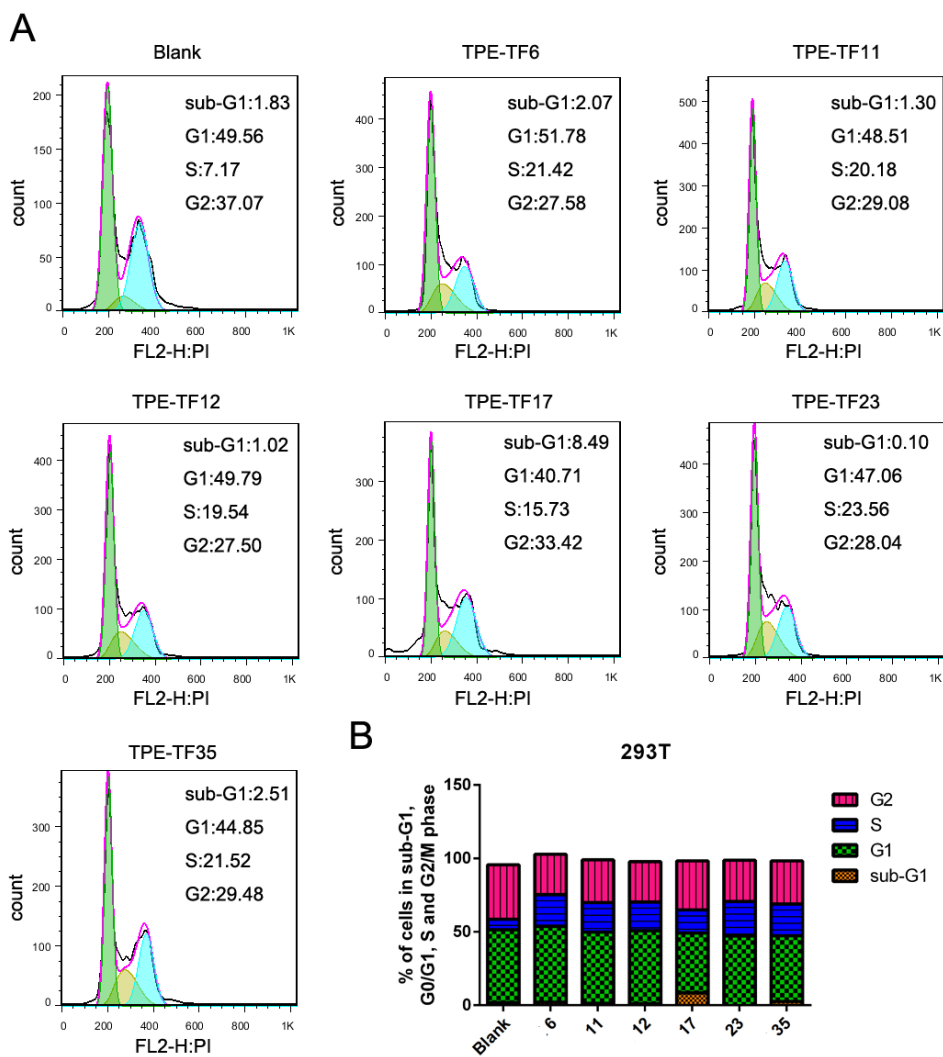 A
Blank
200
150
100
50
0
count
sub-G1:1.83
G1:49.56
S:7.17
G2:37.07
0 200 400 600 800 1K
FL2-H:PI
TPE-TF6
400
300
200
100
0
count
sub-G1:2.07
G1:51.78
S:21.42
G2:27.58
0 200 400 600 800 1K
FL2-H:PI
TPE-TF11
500
400
300
200
100
0
count
sub-G1:1.30
G1:48.51
S:20.18
G2:29.08
0 200 400 600 800 1K
FL2-H:PI
TPE-TF12
400
300
200
100
0
count
sub-G1:1.02
G1:49.79
S:19.54
G2:27.50
0 200 400 600 800 1K
FL2-H:PI
TPE-TF17
300
200
100
0
count
sub-G1:8.49
G1:40.71
S:15.73
G2:33.42
0 200 400 600 800 1K
FL2-H:PI
TPE-TF23
400
300
200
100
0
count
sub-G1:0.10
G1:47.06
S:23.56
G2:28.04
0 200 400 600 800 1K
FL2-H:PI
TPE-TF35
300
200
100
0
count
sub-G1:2.51
G1:44.85
S:21.52
G2:29.48
0 200 400 600 800 1K
FL2-H:PI
B
293T
150
100
50
0
% of cells in sub-G1,
G0/G1, S and G2/M phase
Blank 6 11 12 17 23 35
G2
S
G1
sub-G1